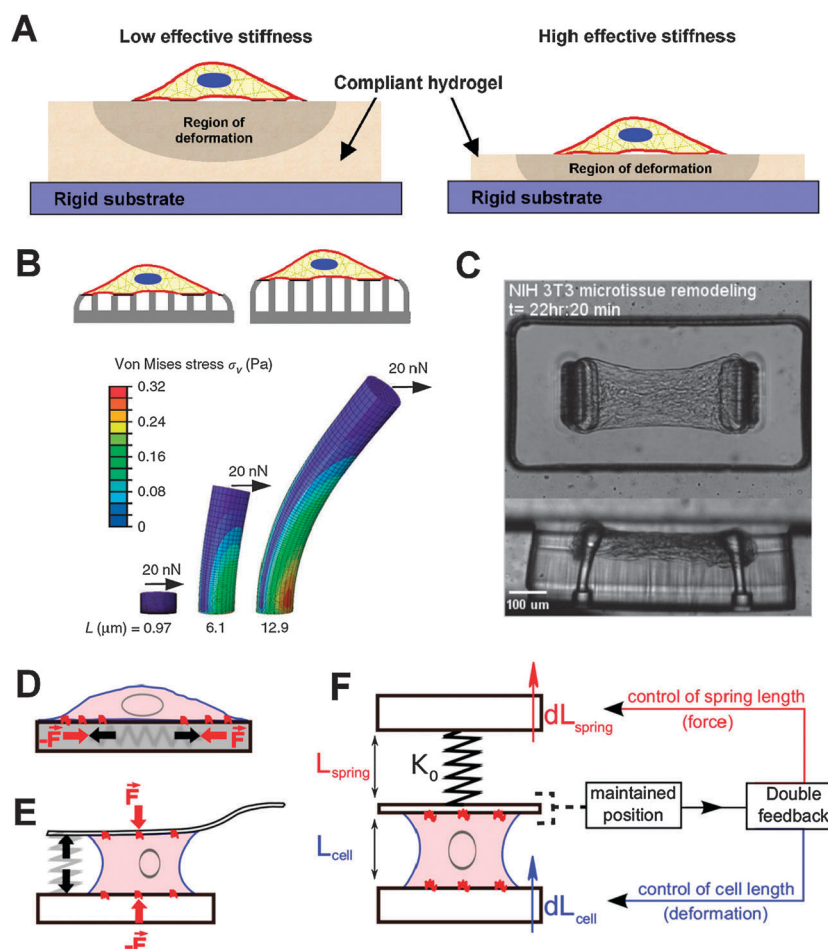 A
Low effective stiffness
High effective stiffness
Compliant hydrogel
Region of
deformation
Region of deformation
Rigid substrate
Rigid substrate
B
Von Mises stress σv (Pa)
0.32
0.24
0.16
0.08
0
20 nN
20 nN
20 nN
L (μm) = 0.97
6.1
12.9
C
NIH 3T3 microtissue remodeling
t= 22hr:20 min
100 um
D
-F
F
E
F
-F
F
dLspring
control of spring length
(force)
Lspring
K0
maintained
position
Double
feedback
Lcell
dLcell
control of cell length
(deformation)